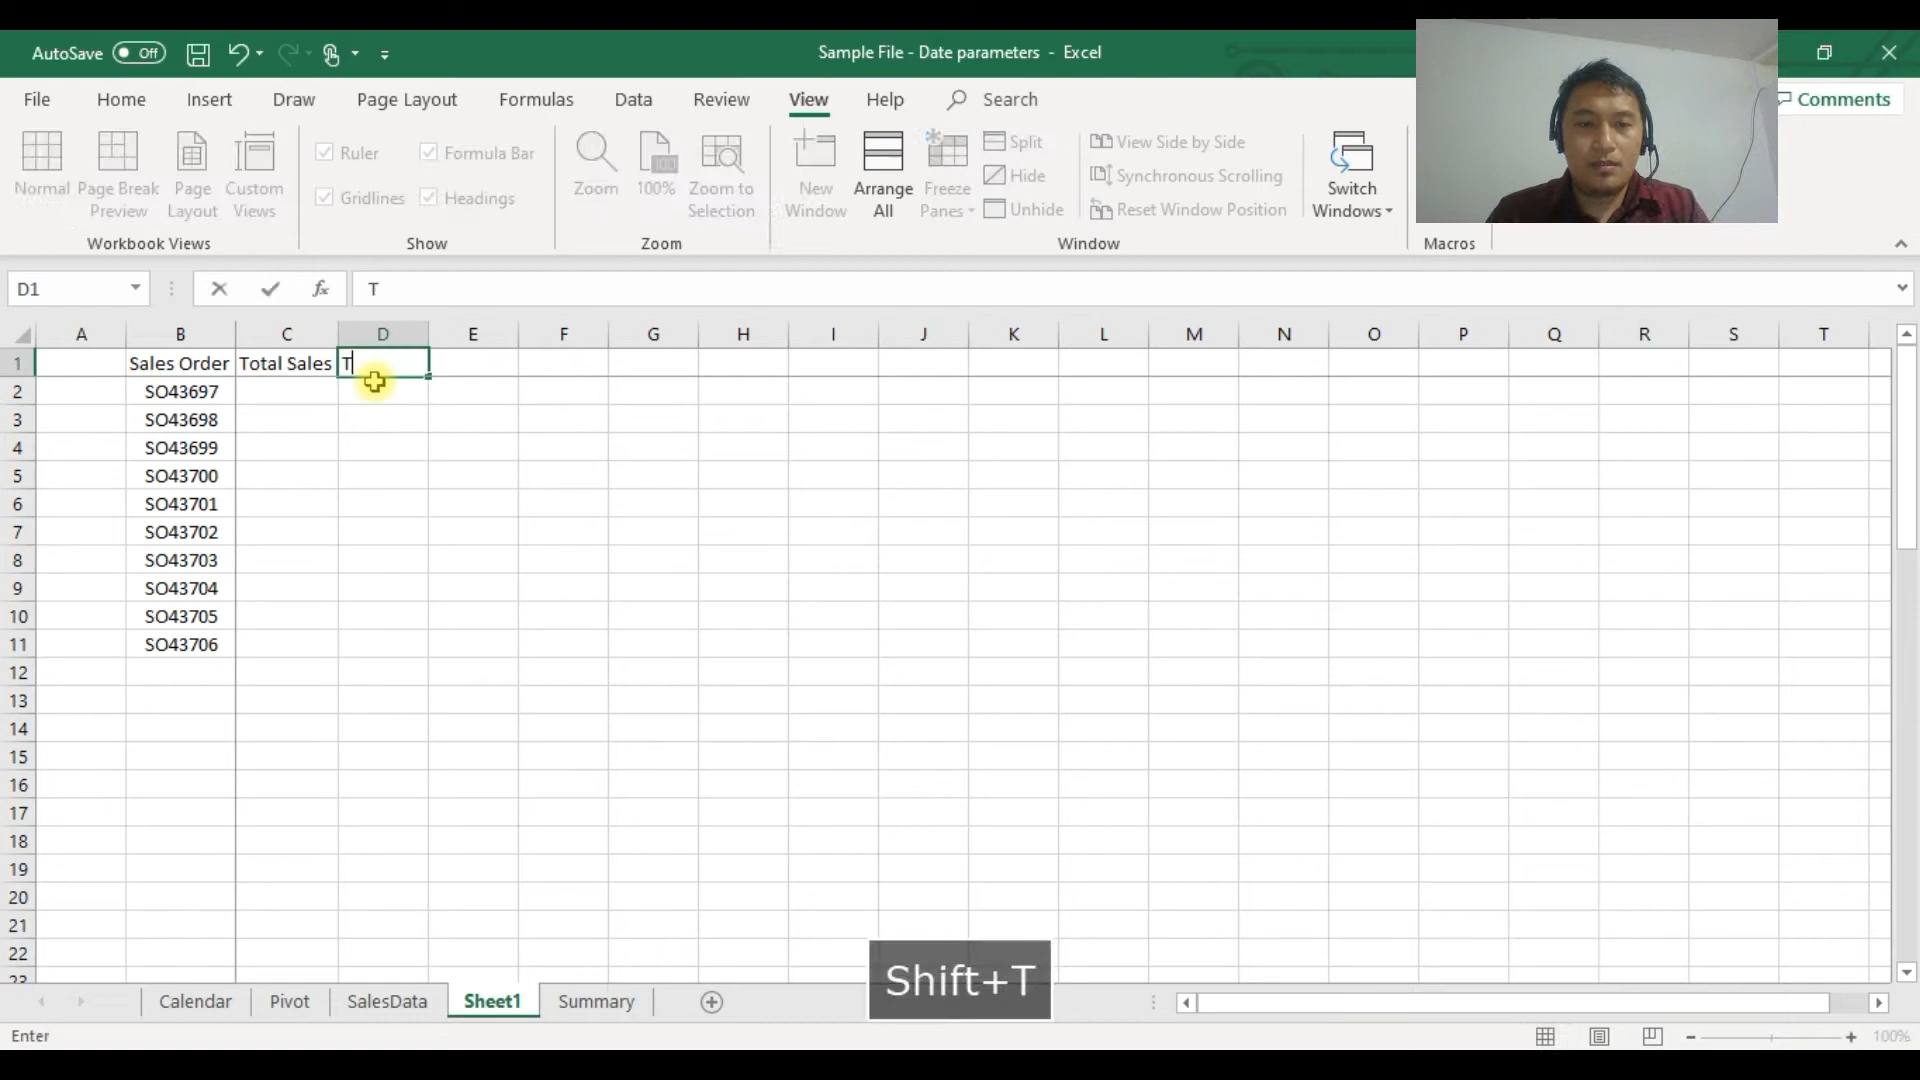 AutoSave Off Sample File - Date parameters - Excel
File Home Insert Draw Page Layout Formulas Data Review View Help Search Comments
Normal Page Break Preview Page Layout Custom Views
Workbook Views
Ruler Formula Bar
Gridlines Headings
Show
Zoom 100% Zoom to Selection
Zoom
New Window Arrange All Freeze Panes
Split View Side by Side
Hide Synchronous Scrolling
Unhide Reset Window Position
Switch Windows
Window
Macros
D1 fx T
A B C D E F G H I J K L M N O P Q R S T
1 Sales Order Total Sales T
2 SO43697
3 SO43698
4 SO43699
5 SO43700
6 SO43701
7 SO43702
8 SO43703
9 SO43704
10 SO43705
11 SO43706
12
13
14
15
16
17
18
19
20
21
22
23
Shift+T
Calendar Pivot SalesData Sheet1 Summary
Enter 100%